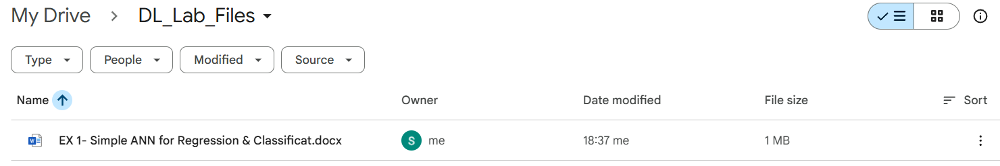 My Drive > DL_Lab_Files
Type People Modified Source
Name Owner Date modified File size Sort
W EX 1- Simple ANN for Regression & Classificat.docx S me 18:37 me 1 MB